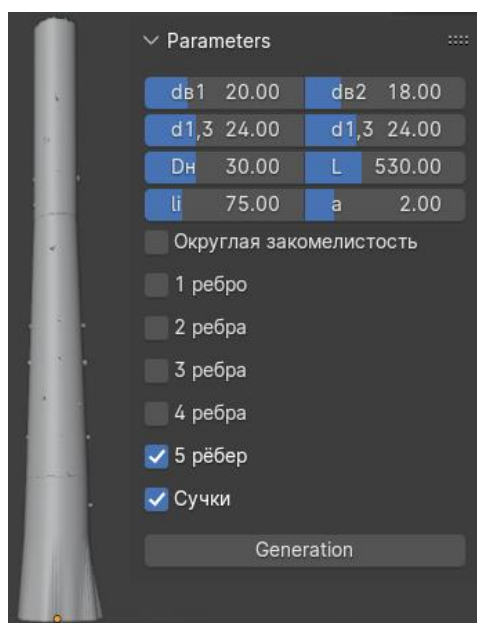 Parameters
dв1 20.00 dв2 18.00
d1,3 24.00 d1,3 24.00
Dн 30.00 L 530.00
li 75.00 a 2.00
Округлая закомелистость
1 ребро
2 ребра
3 ребра
4 ребра
5 рёбер
Сучки
Generation